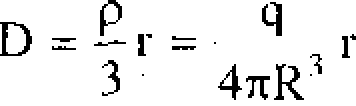 D = ρ/3 r = q/4πR³ r